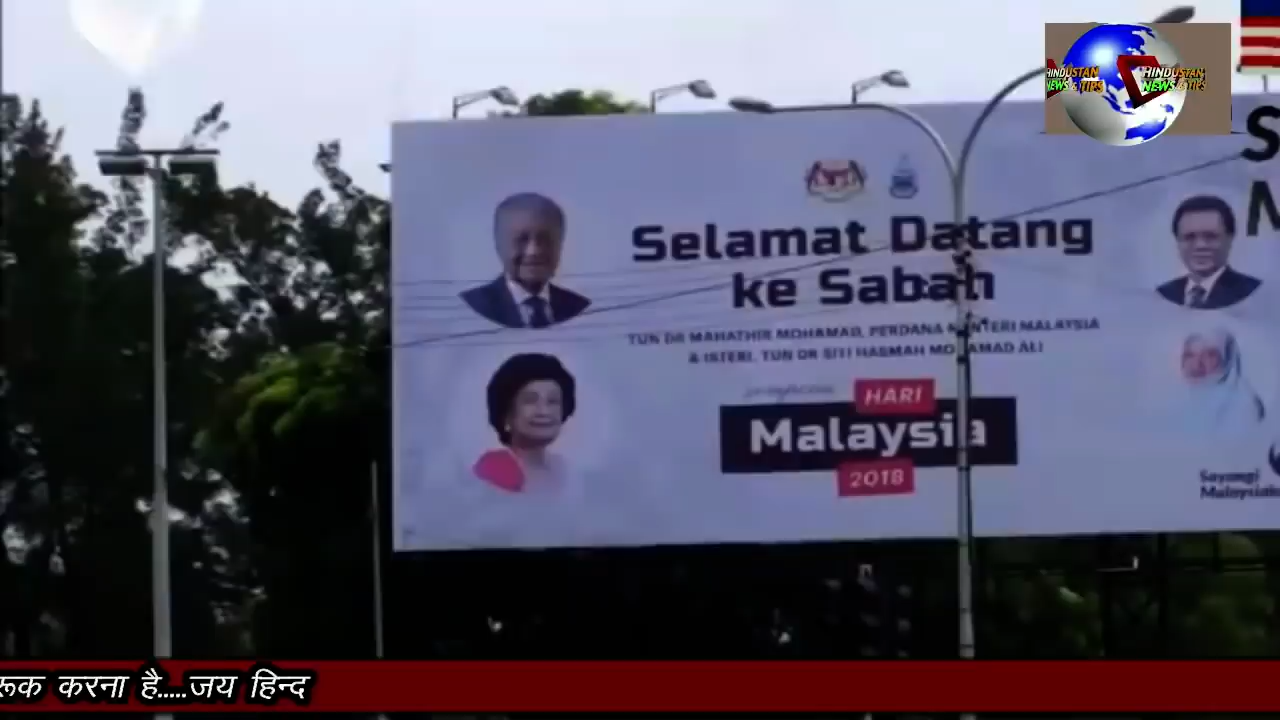 HINDUSTAN NEWS & TIPS
HINDUSTAN NEWS & TIPS
Selamat Datang
ke Sabah
TUN DR MAHATHIR MOHAMAD, PERDANA MENTERI MALAYSIA
& ISTERI, TUN DR SITI HASMAH MOHAMAD ALI
HARI
Malaysia
2018
Sayangi
Malaysiaku
रूक करना है.....जय हिन्द